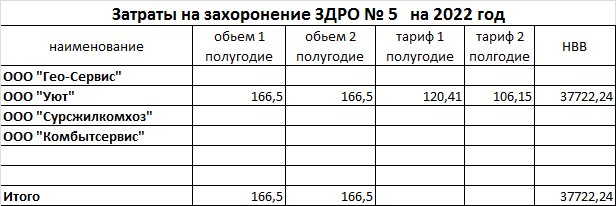 Затраты на захоронение ЗДРО № 5 на 2022 год
наименование обьем 1 полугодие обьем 2 полугодие тариф 1 полугодие тариф 2 полгодие НВВ
ООО "Гео-Сервис"
ООО "Уют" 166,5 166,5 120,41 106,15 37722,24
ООО "Сурсжилкомхоз"
ООО "Комбытсервис"
Итого 166,5 166,5 37722,24